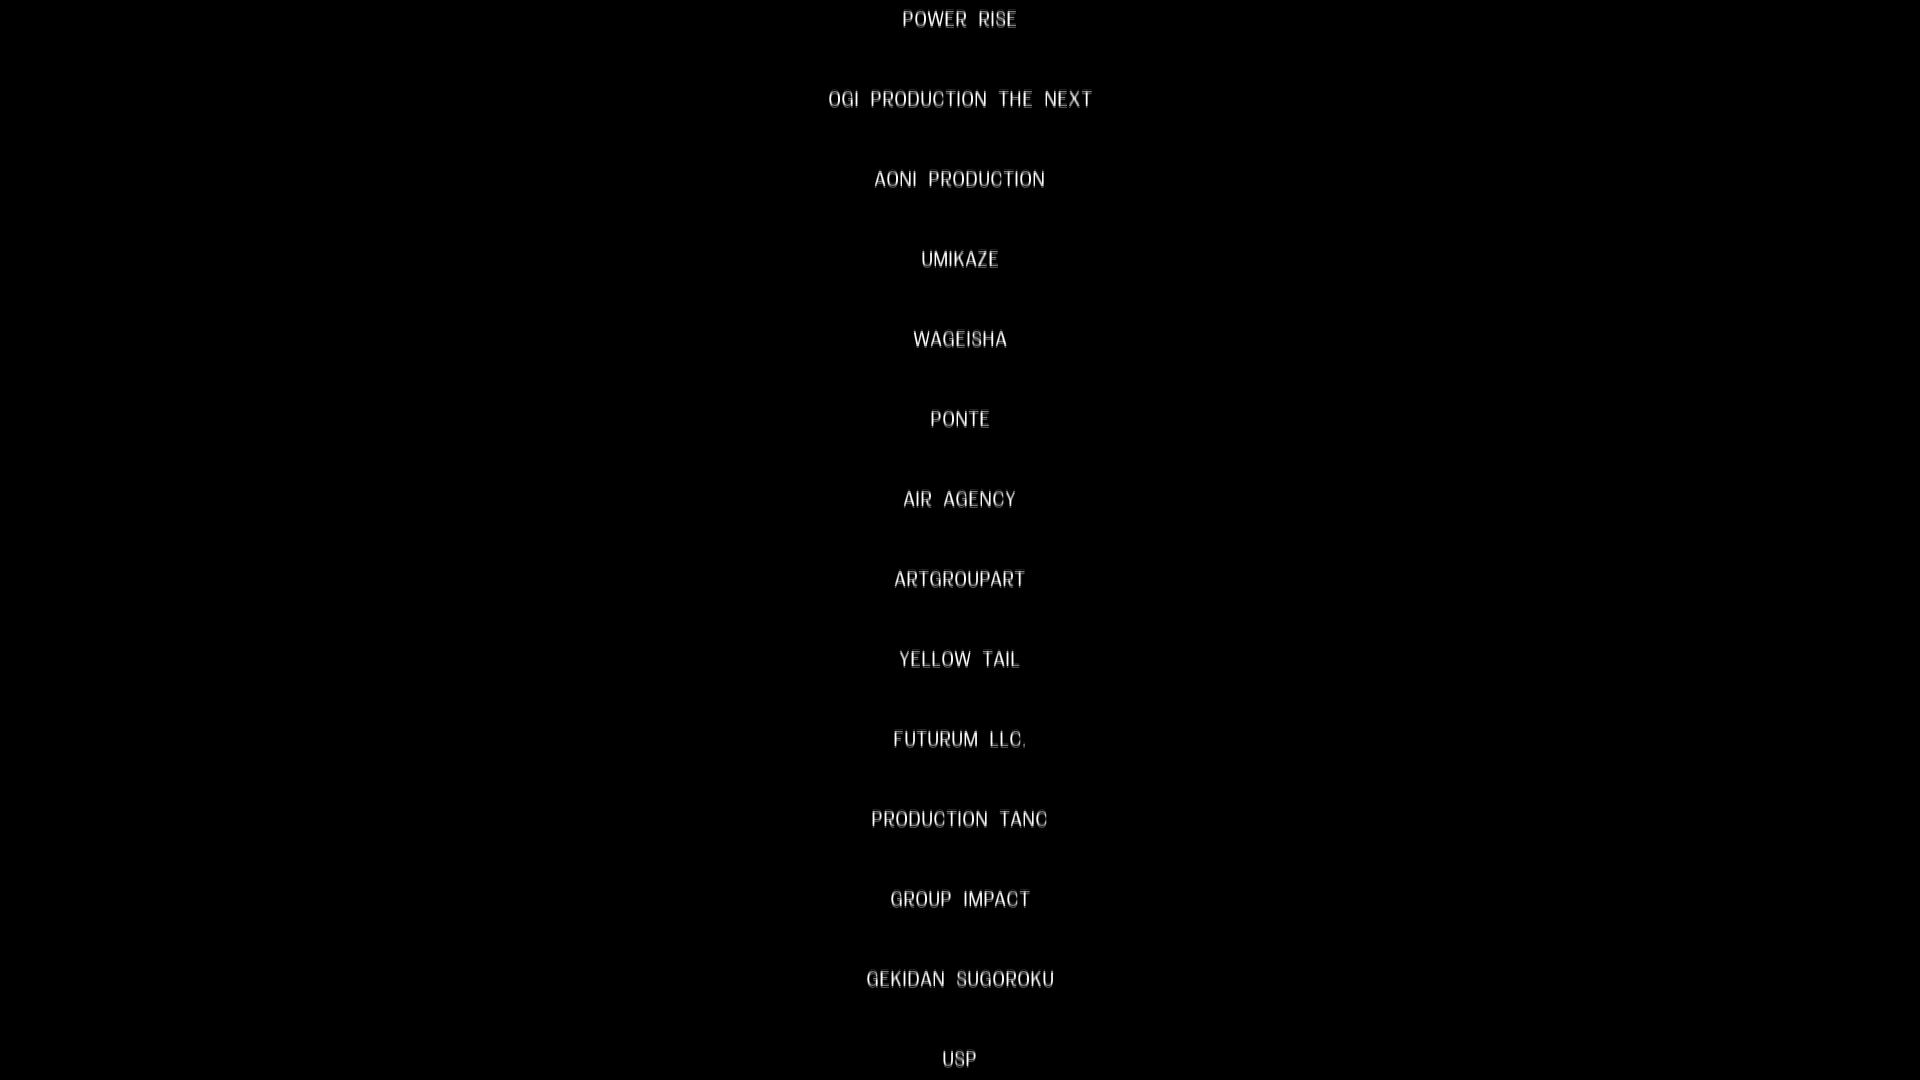 POWER RISE
OGI PRODUCTION THE NEXT
AONI PRODUCTION
UMIKAZE
WAGEISHA
PONTE
AIR AGENCY
ARTGROUPART
YELLOW TAIL
FUTURUM LLC.
PRODUCTION TANC
GROUP IMPACT
GEKIDAN SUGOROKU
USP